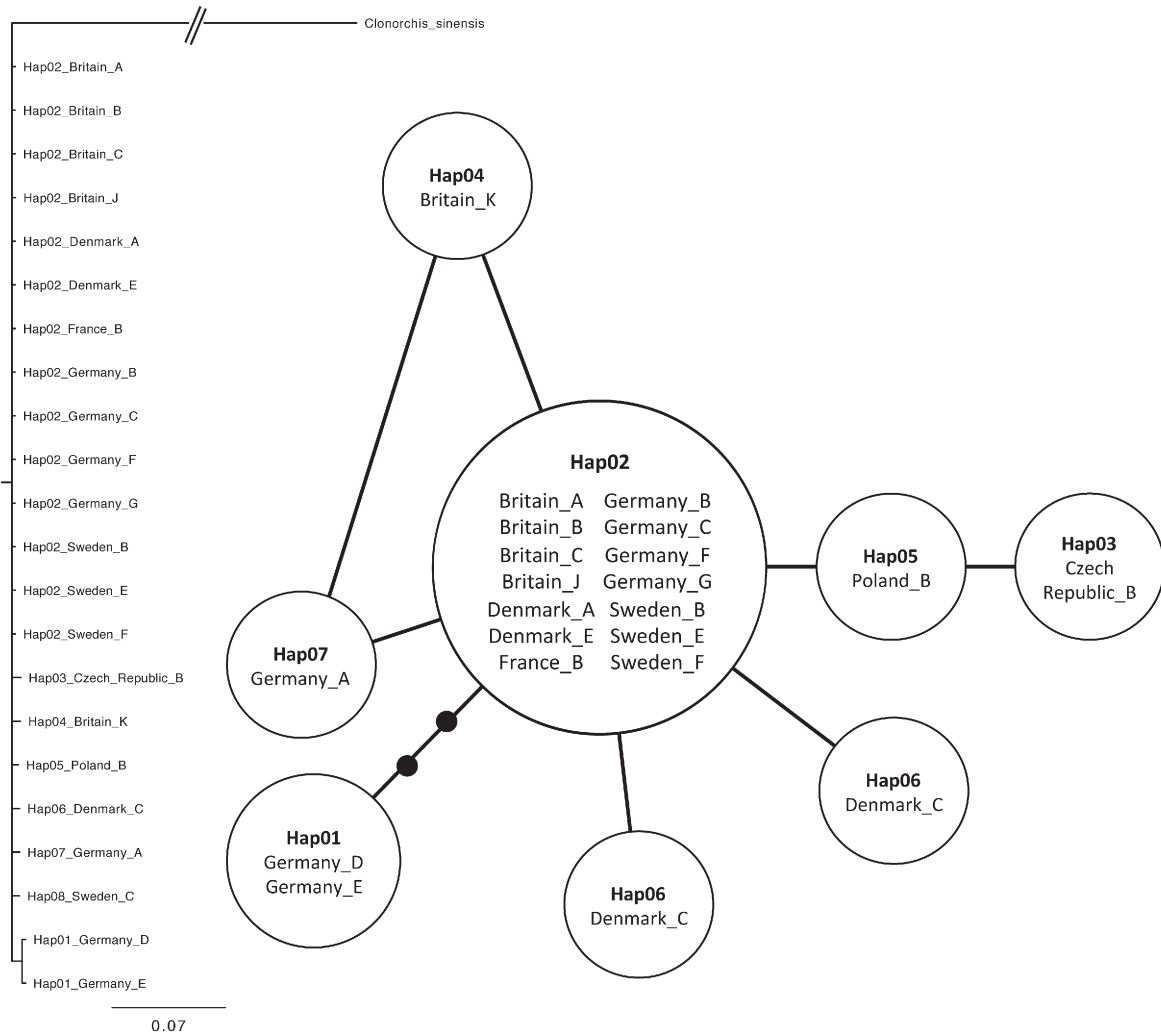 Clonorchis_sinensis
Hap02_Britain_A
Hap02_Britain_B
Hap02_Britain_C
Hap02_Britain_J
Hap02_Denmark_A
Hap02_Denmark_E
Hap02_France_B
Hap02_Germany_B
Hap02_Germany_C
Hap02_Germany_F
Hap02_Germany_G
Hap02_Sweden_B
Hap02_Sweden_E
Hap02_Sweden_F
Hap03_Czech_Republic_B
Hap04_Britain_K
Hap05_Poland_B
Hap06_Denmark_C
Hap07_Germany_A
Hap08_Sweden_C
Hap01_Germany_D
Hap01_Germany_E
0.07
Hap04
Britain_K
Hap02
Britain_A Germany_B
Britain_B Germany_C
Britain_C Germany_F
Britain_J Germany_G
Denmark_A Sweden_B
Denmark_E Sweden_E
France_B Sweden_F
Hap05
Poland_B
Hap03
Czech
Republic_B
Hap07
Germany_A
Hap01
Germany_D
Germany_E
Hap06
Denmark_C
Hap06
Denmark_C